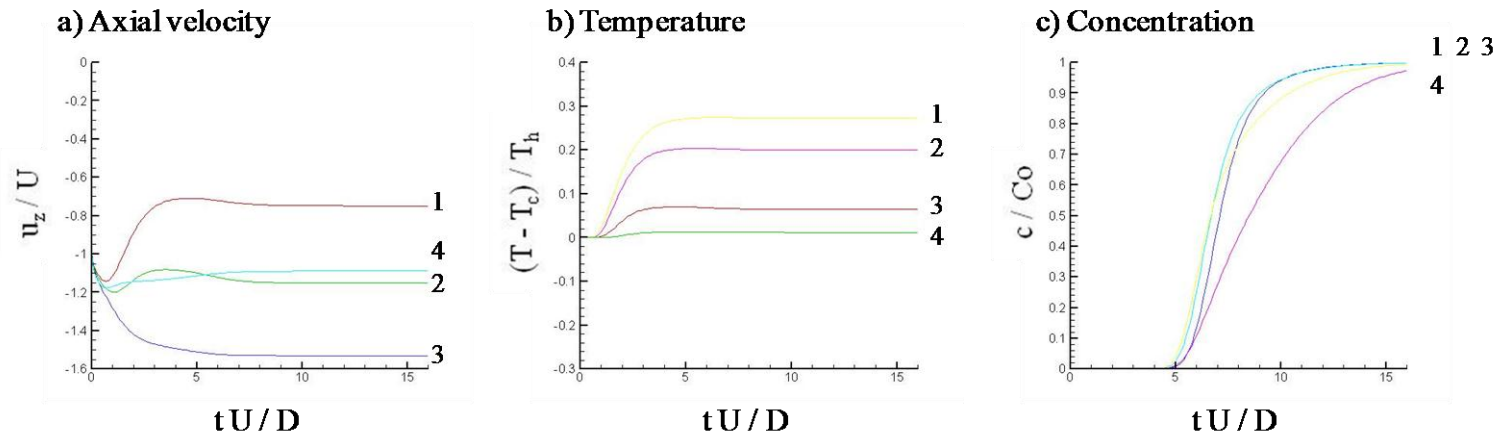 a) Axial velocity
0
-0.2
-0.4
-0.6
-0.8
-1
-1.2
-1.4
-1.6
0 5 10 15
u_z / U
t U / D
1
4
2
3
b) Temperature
0.4
0.3
0.2
0.1
0
-0.1
-0.2
-0.3
0 5 10 15
(T - T_c) / T_h
t U / D
1
2
3
4
c) Concentration
1
0.9
0.8
0.7
0.6
0.5
0.4
0.3
0.2
0.1
0
0 5 10 15
c / Co
t U / D
1 2 3
4